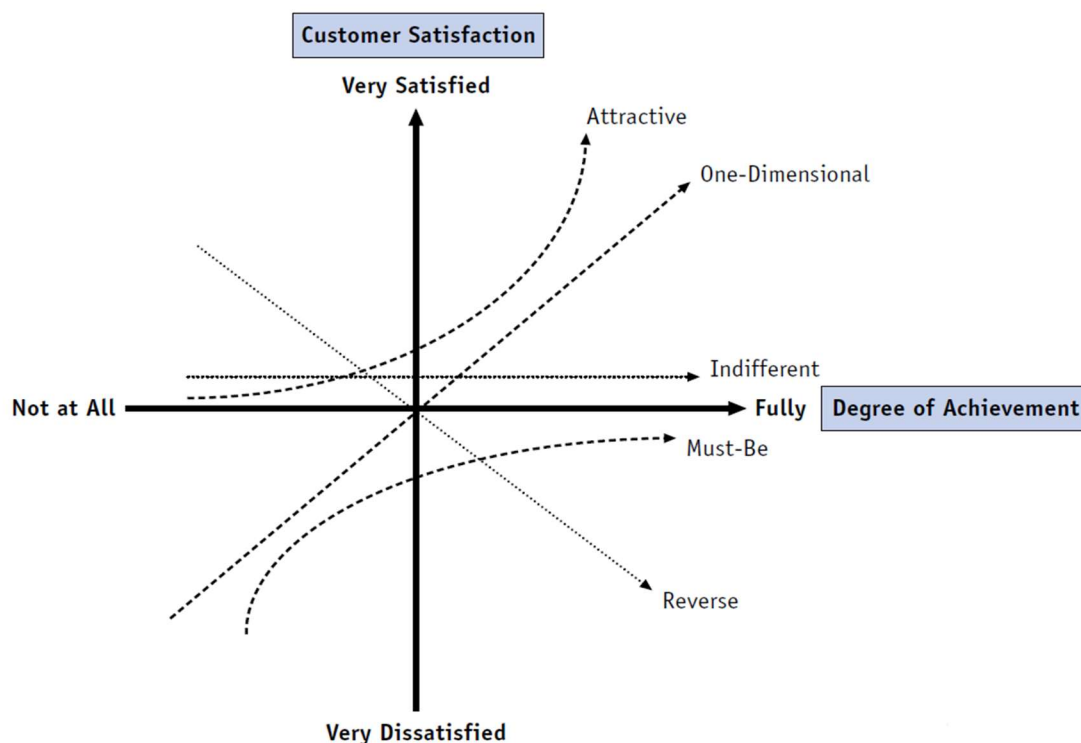 Customer Satisfaction
Very Satisfied
Attractive
One-Dimensional
Indifferent
Not at All
Fully
Degree of Achievement
Must-Be
Reverse
Very Dissatisfied